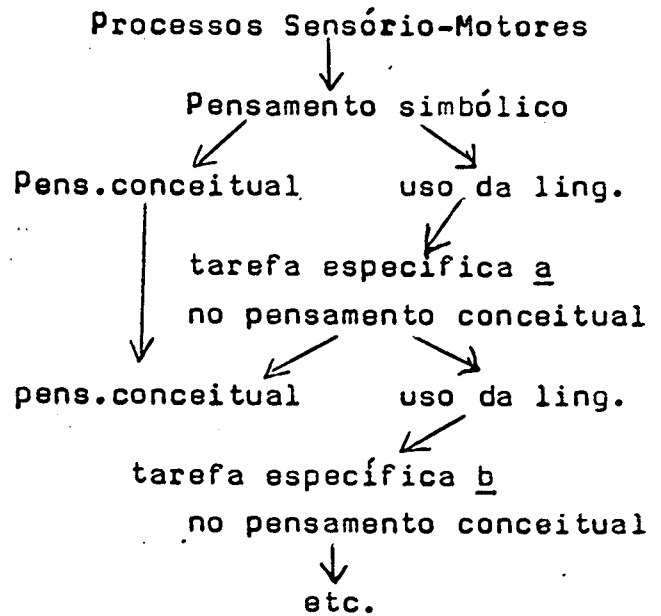 Processos Sensório-Motores
Pensamento simbólico
Pens.conceitual uso da ling.
tarefa específica a
no pensamento conceitual
pens.conceitual uso da ling.
tarefa específica b
no pensamento conceitual
etc.